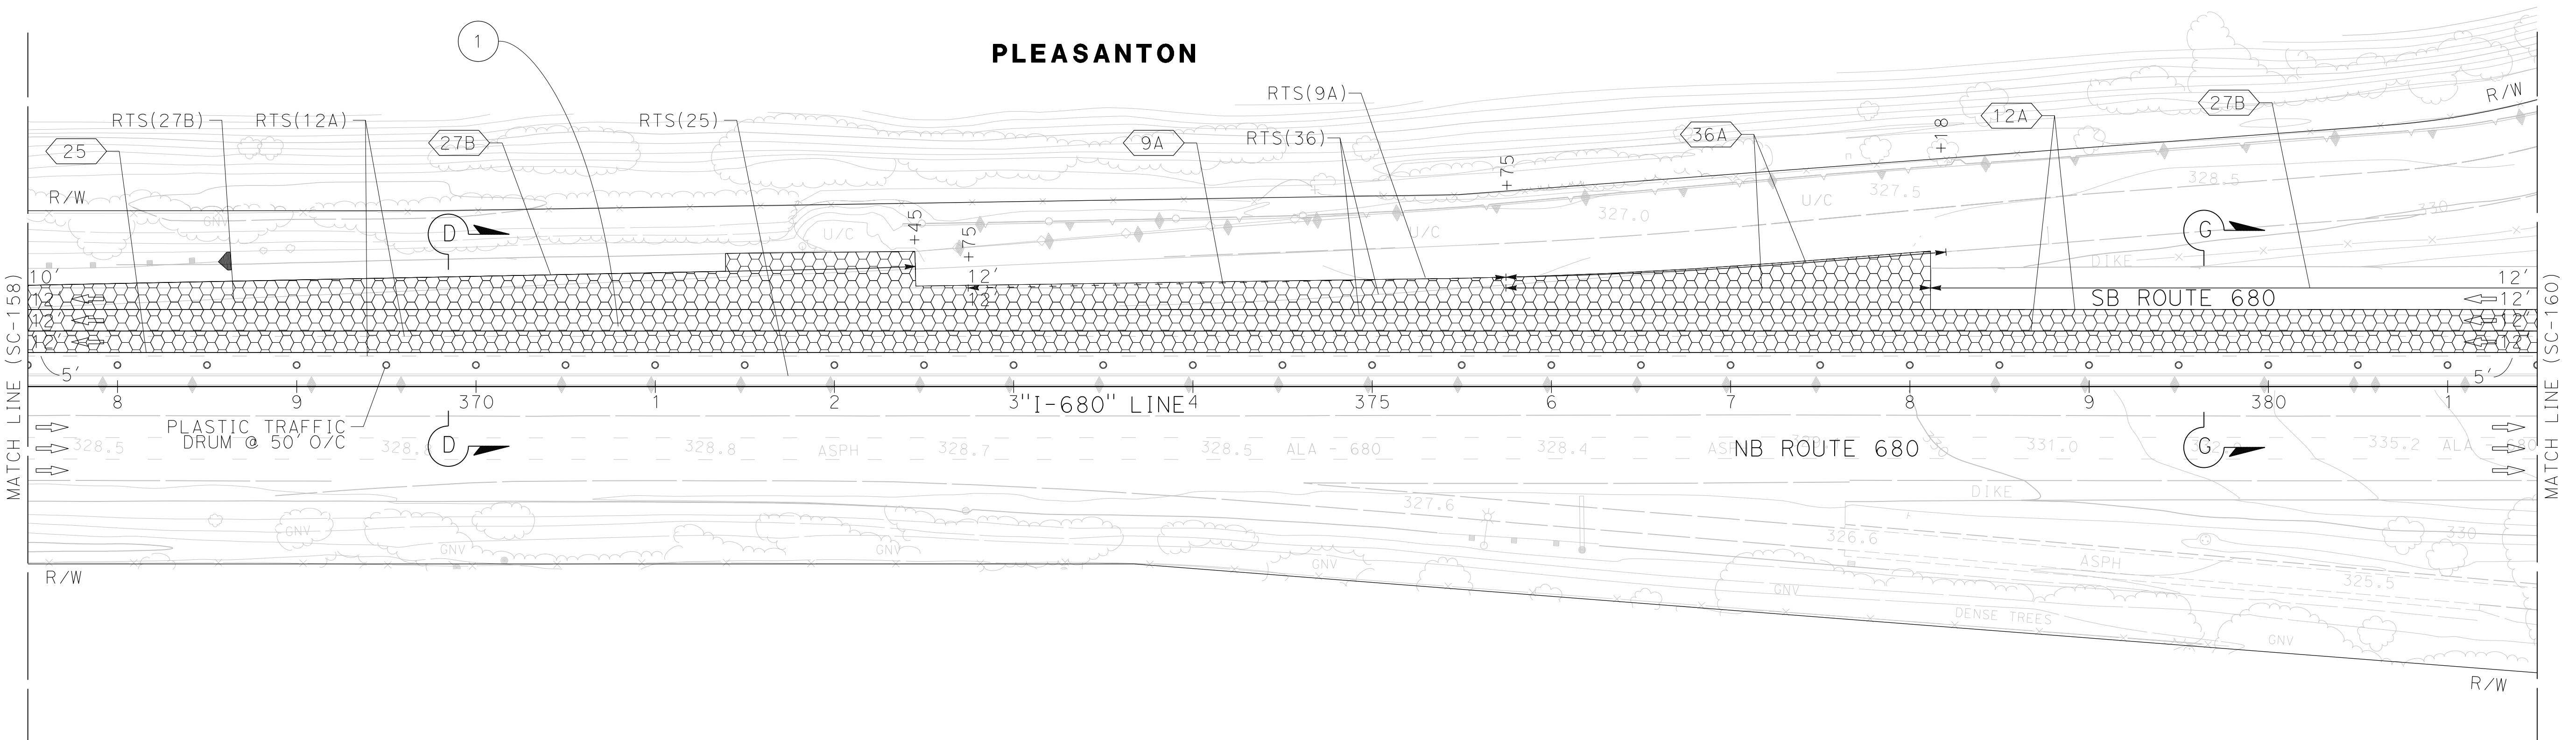 PLEASANTON
1
RTS(9A)
RTS(27B)
RTS(12A)
RTS(25)
RTS(36)
25
27B
9A
36A
12A
27B
+18
R/W
R/W
+75
+45
+75
U/C
U/C
U/C
327.0
327.5
328.5
330
GNV
D
G
DIKE
10'
12'
12'
12'
12'
12'
12'
12'
12'
12'
12'
SB ROUTE 680
5'
5'
MATCH LINE (SC-158)
MATCH LINE (SC-160)
8
9
370
1
2
3
"I-680" LINE
4
375
6
7
8
9
380
1
PLASTIC TRAFFIC
DRUM @ 50' O/C
D
G
328.5
328.8
ASPH
328.7
328.5
ALA - 680
328.4
NB ROUTE 680
331.0
335.2
ALA - 680
327.6
DIKE
326.6
ASPH
330
325.5
GNV
GNV
GNV
GNV
GNV
DENSE TREES
GNV
R/W
R/W